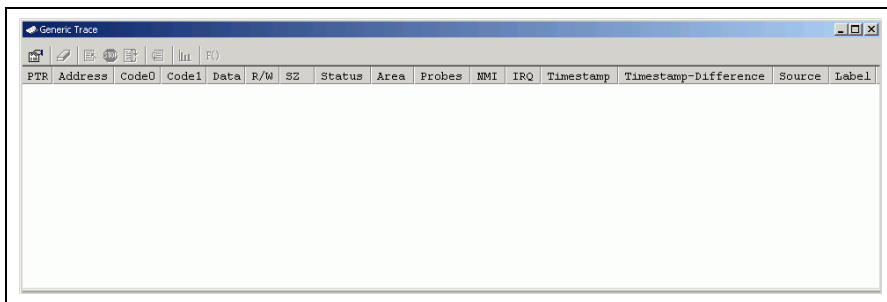 Generic Trace
F()
PTR Address Code0 Code1 Data R/W SZ Status Area Probes NMI IRQ Timestamp Timestamp-Difference Source Label